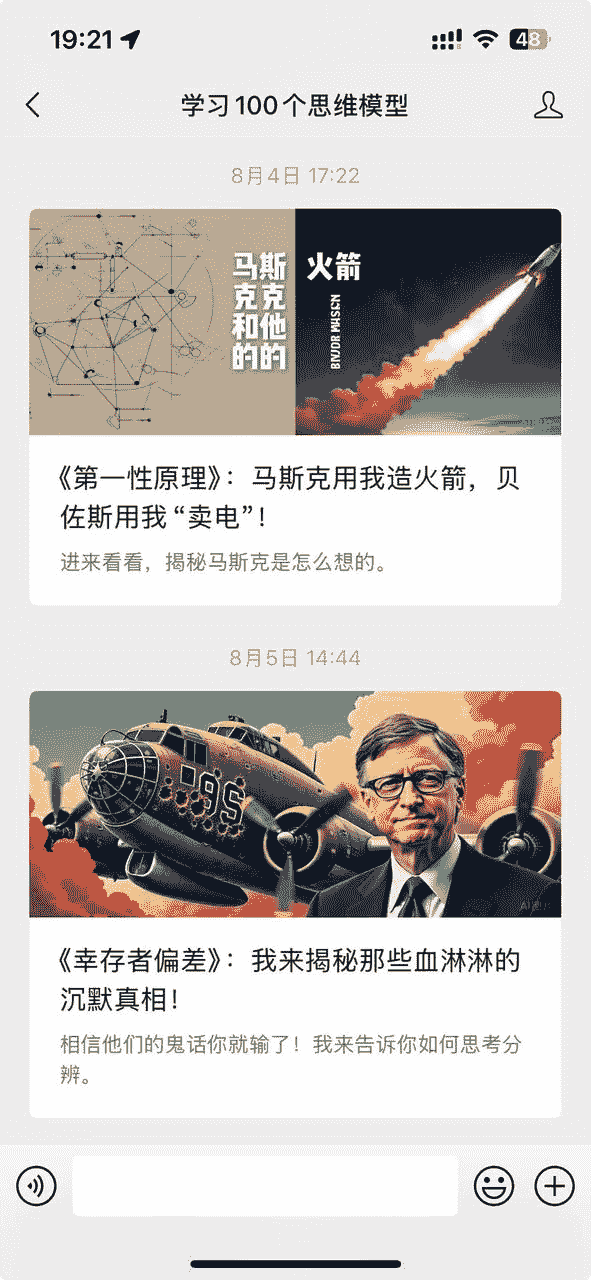 19:21
48
学习100个思维模型
8月4日 17:22
马斯 火箭
克克
和他
的的
《第一性原理》：马斯克用我造火箭，贝
佐斯用我“卖电”！
进来看看，揭秘马斯克是怎么想的。
8月5日 14:44
95
《幸存者偏差》：我来揭秘那些血淋淋的
沉默真相！
相信他们的鬼话你就输了！我来告诉你如何思考分
辨。